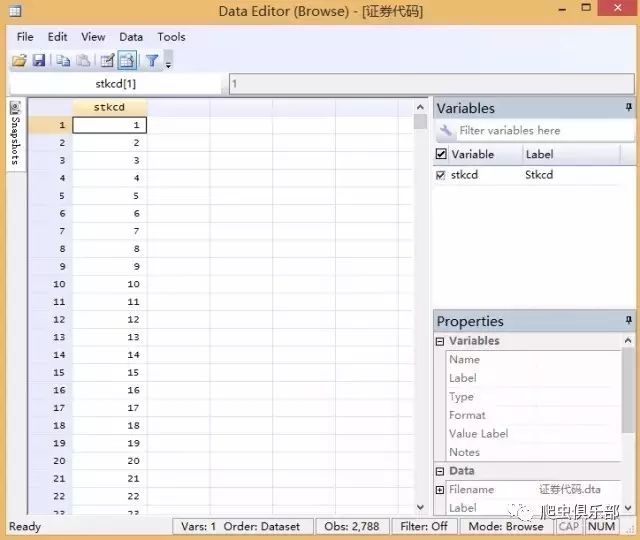 Data Editor (Browse) - [证券代码]
File Edit View Data Tools
stkcd[1] 1
Snapshots
stkcd
1 1
2 2
3 3
4 4
5 5
6 6
7 7
8 8
9 9
10 10
11 11
12 12
13 13
14 14
15 15
16 16
17 17
18 18
19 19
20 20
21 21
22 22
23 23
Variables
Filter variables here
Variable Label
stkcd Stkcd
Properties
Variables
Name
Label
Type
Format
Value Label
Notes
Data
Filename 证券代码.dta
Label
爬虫俱乐部
Ready Vars: 1 Order: Dataset Obs: 2,788 Filter: Off Mode: Browse CAP NUM